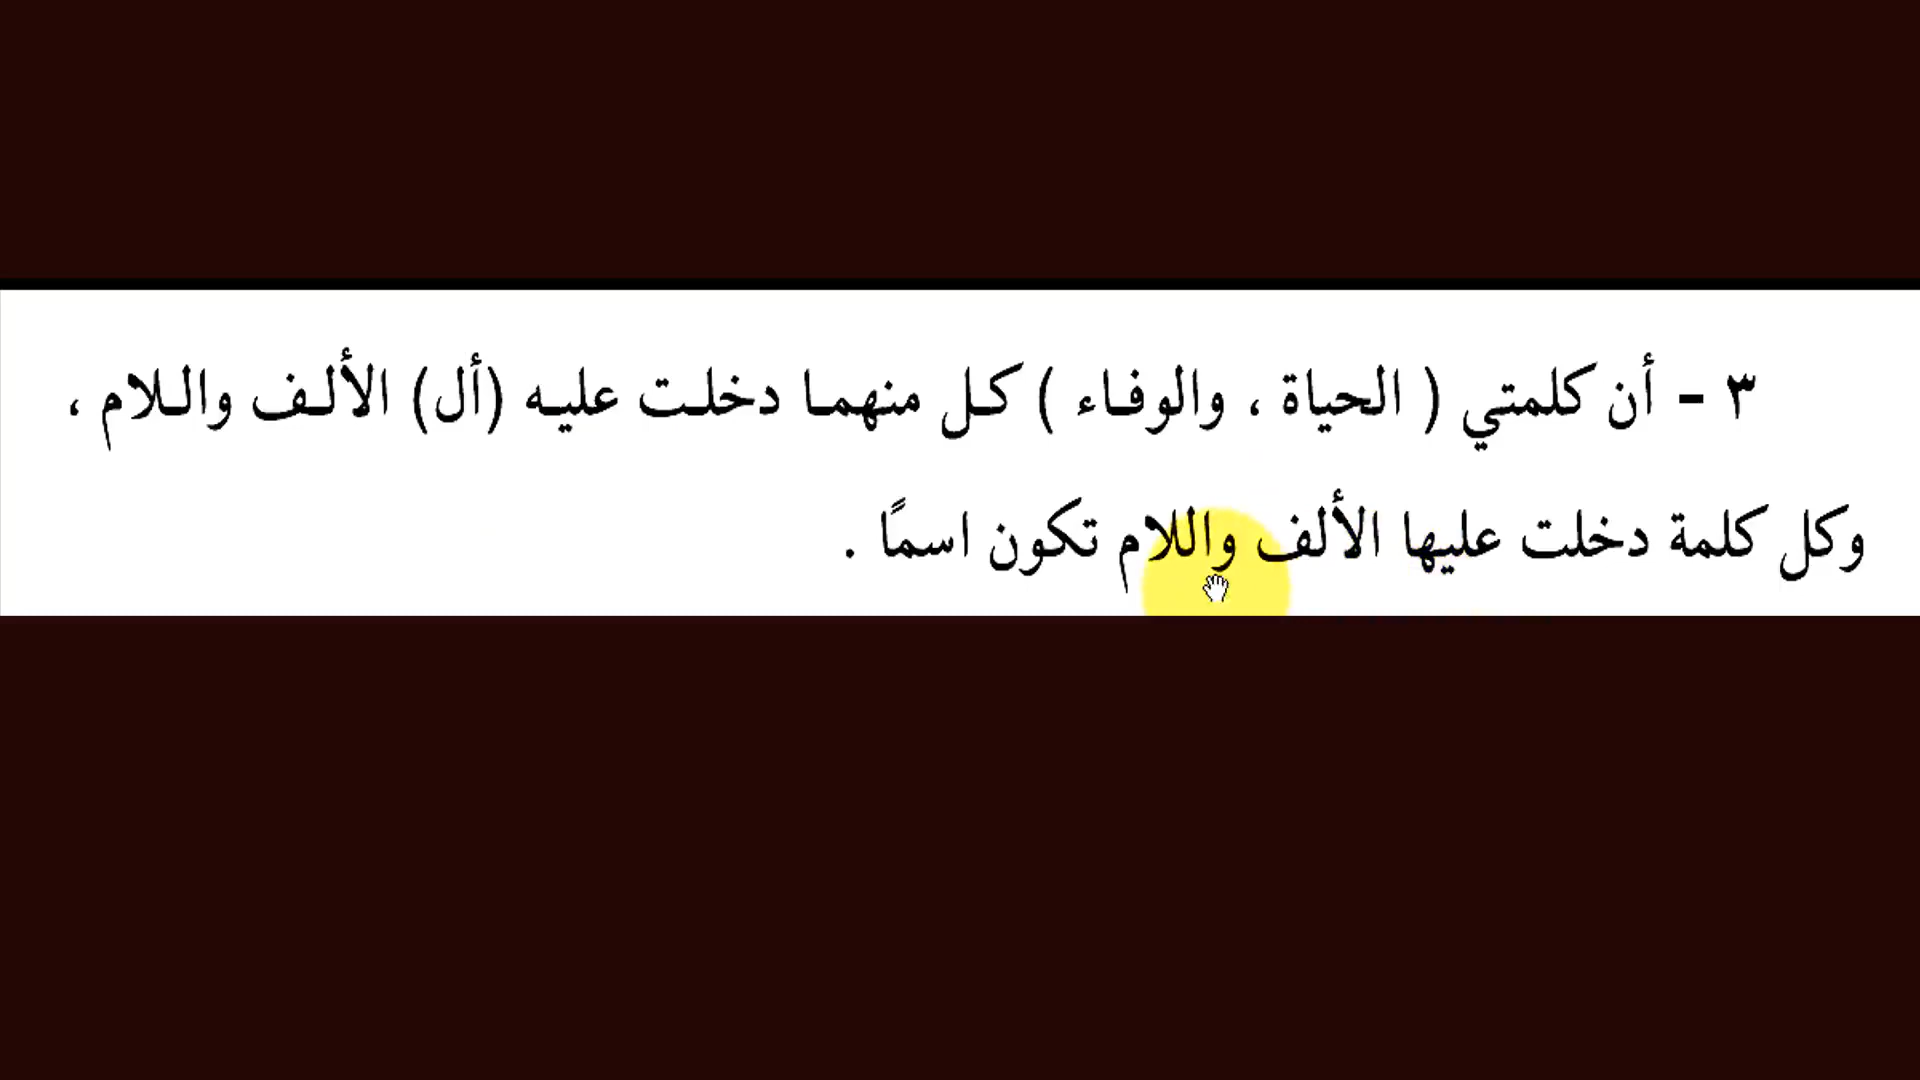 ٣ - أن كلمتي ( الحياة ، والوفاء ) كل منهما دخلت عليه (أل) الألف واللام ،
وكل كلمة دخلت عليها الألف واللام تكون اسمًا .